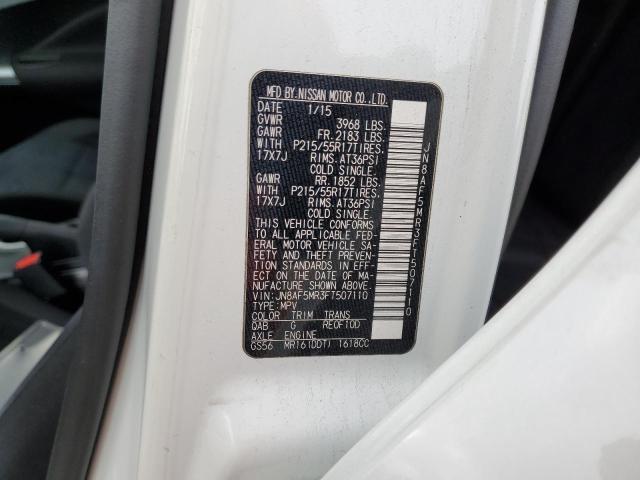 MFD BY. NISSAN MOTOR CO., LTD.
DATE 1/15
GVWR 3968 LBS.
GAWR FR. 2183 LBS.
WITH P215/55R17TIRES.
17X7J RIMS. AT36PSI
COLD SINGLE.
GAWR RR. 1852 LBS.
WITH P215/55R17TIRES.
17X7J RIMS. AT36PSI
COLD SINGLE.
THIS VEHICLE CONFORMS
TO ALL APPLICABLE FED-
ERAL MOTOR VEHICLE SA-
FETY AND THEFT PREVEN-
TION STANDARDS IN EFF-
ECT ON THE DATE OF MA-
NUFACTURE SHOWN ABOVE.
VIN: JN8AF5MR3FT507110
TYPE: MPV
COLOR TRIM TRANS
QAB G RE0F10D
AXLE ENGINE
GS56 MR16(DDT) 1618CC
JN8AF5MR3FT507110